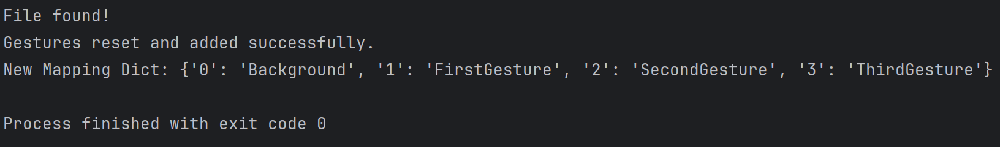 File found!
Gestures reset and added successfully.
New Mapping Dict: {'0': 'Background', '1': 'FirstGesture', '2': 'SecondGesture', '3': 'ThirdGesture'}
Process finished with exit code 0